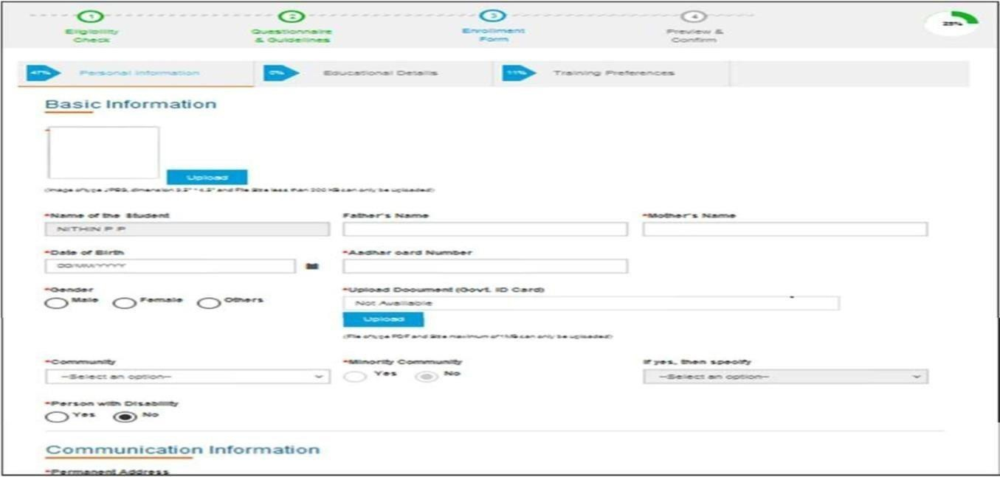 1 2 3 4
Eligibility Check
Questionnaire & Guidelines
Enrollment Form
Preview & Confirm
25%
47% Personal Information 0% Educational Details 11% Training Preferences
Basic Information
*
Upload
(Image of type JPEG, dimension 3.5" * 4.5" and File Size less than 200 KB can only be uploaded)
*Name of the Student Father's Name *Mother's Name
NITHIN P P
*Date of Birth *Aadhar card Number
DD/MM/YYYY
*Gender *Upload Document (Govt. ID Card)
Male Female Others
Not Available
Upload
(File of type PDF and Size maximum of 1 MB can only be uploaded)
*Community *Minority Community If yes, then specify
--Select an option-- Yes No --Select an option--
*Person with Disability
Yes No
Communication Information
*Permanent Address